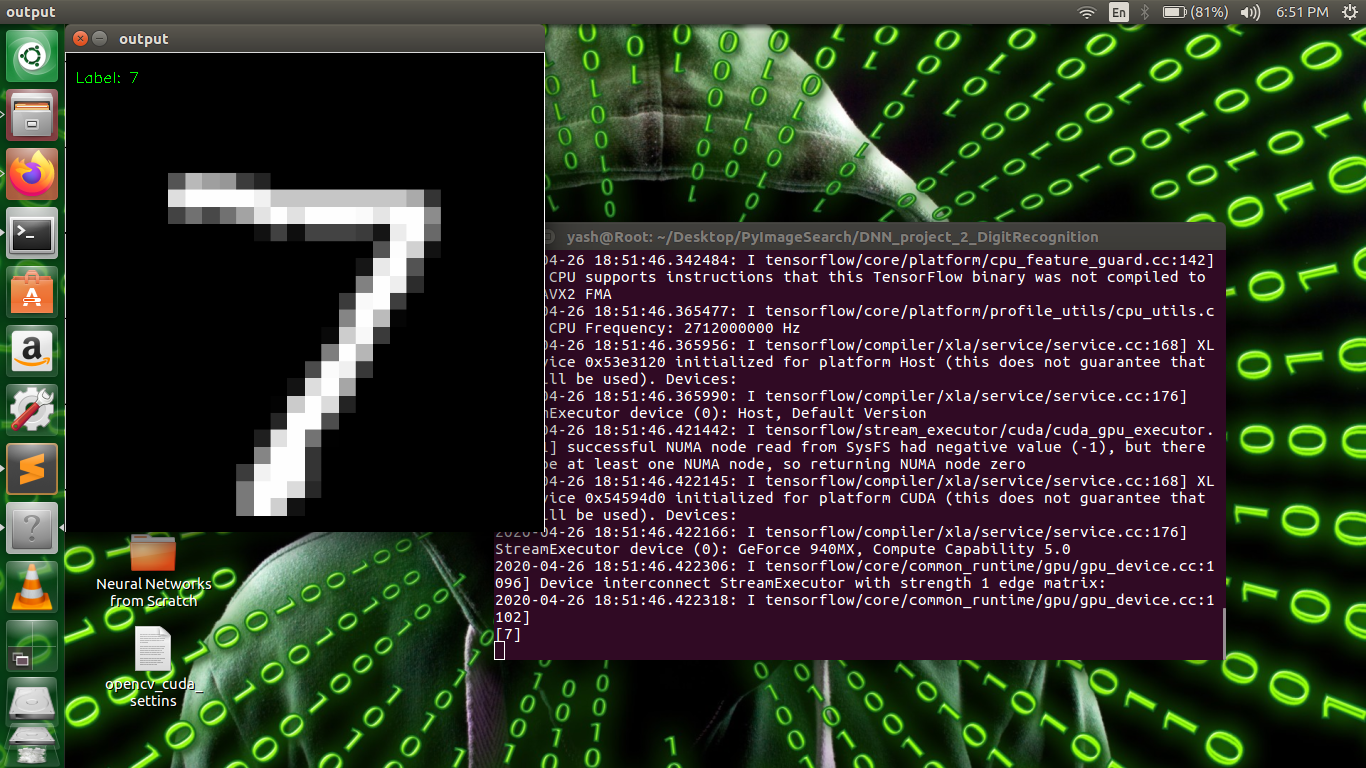 output
En
(81%)
6:51 PM
output
Label: 7
yash@Root: ~/Desktop/PyImageSearch/DNN_project_2_DigitRecognition
04-26 18:51:46.342484: I tensorflow/core/platform/cpu_feature_guard.cc:142]
CPU supports instructions that this TensorFlow binary was not compiled to
AVX2 FMA
04-26 18:51:46.365477: I tensorflow/core/platform/profile_utils/cpu_utils.c
CPU Frequency: 2712000000 Hz
04-26 18:51:46.365956: I tensorflow/compiler/xla/service/service.cc:168] XL
vice 0x53e3120 initialized for platform Host (this does not guarantee that
ll be used). Devices:
04-26 18:51:46.365990: I tensorflow/compiler/xla/service/service.cc:176]
mExecutor device (0): Host, Default Version
04-26 18:51:46.421442: I tensorflow/stream_executor/cuda/cuda_gpu_executor.
] successful NUMA node read from SysFS had negative value (-1), but there
be at least one NUMA node, so returning NUMA node zero
04-26 18:51:46.422145: I tensorflow/compiler/xla/service/service.cc:168] XL
vice 0x54594d0 initialized for platform CUDA (this does not guarantee that
ll be used). Devices:
2020-04-26 18:51:46.422166: I tensorflow/compiler/xla/service/service.cc:176]
StreamExecutor device (0): GeForce 940MX, Compute Capability 5.0
2020-04-26 18:51:46.422306: I tensorflow/core/common_runtime/gpu/gpu_device.cc:1
096] Device interconnect StreamExecutor with strength 1 edge matrix:
2020-04-26 18:51:46.422318: I tensorflow/core/common_runtime/gpu/gpu_device.cc:1
102]
[7]
Neural Networks
from Scratch
opencv_cuda_
settins